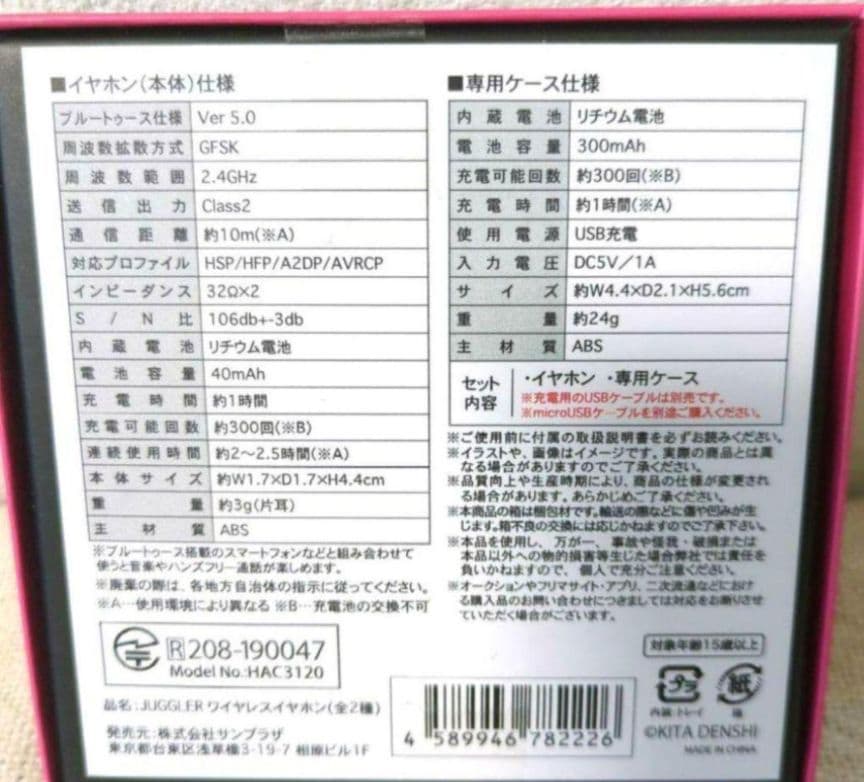 ■イヤホン(本体)仕様
ブルートゥース仕様 Ver 5.0
周波数拡散方式 GFSK
周波数範囲 2.4GHz
送信出力 Class2
通信距離 約10m(※A)
対応プロファイル HSP/HFP/A2DP/AVRCP
インピーダンス 32Ω×2
S/N比 106db+-3db
内蔵電池 リチウム電池
電池容量 40mAh
充電時間 約1時間
充電可能回数 約300回(※B)
連続使用時間 約2〜2.5時間(※A)
本体サイズ 約W1.7×D1.7×H4.4cm
重量 約3g(片耳)
主材質 ABS
※ブルートゥース搭載のスマートフォンなどと組み合わせて
使うと音楽やハンズフリー通話が楽しめます。
※廃棄の際は、各地方自治体の指示に従ってください。
※A…使用環境により異なる ※B…充電池の交換不可
R 208-190047
Model No.:HAC3120
品名:JUGGLER ワイヤレスイヤホン(全2種)
発売元:株式会社サンプラザ
東京都台東区浅草橋3-19-7 相原ビル1F
■専用ケース仕様
内蔵電池 リチウム電池
電池容量 300mAh
充電可能回数 約300回(※B)
充電時間 約1時間(※A)
使用電源 USB充電
入力電圧 DC5V/1A
サイズ 約W4.4×D2.1×H5.6cm
重量 約24g
主材質 ABS
セット内容 ・イヤホン ・専用ケース
※充電用のUSBケーブルは別売です。
※microUSBケーブルを別途ご購入ください。
※ご使用前に付属の取扱説明書を必ずお読みください。
※イラストや、画像はイメージです。実際の商品とは異
なる場合がありますのでご了承ください。
※品質向上や生産時期により、商品の仕様が変更され
る場合があります。あらかじめご了承ください。
※本商品の箱は梱包材です。輸送の際などに傷や凹みが生
じます。箱不良の交換には応じかねますのでご了承下さい。
※本品を使用し、万が一、事故や怪我・破損または
本品以外への物的損害等生じた場合弊社では責任を
負いかねますので、個人で充分ご注意ください。
※オークションやフリマサイト・アプリ、二次流通などにおけ
る購入品のお問い合わせにつきましては対応をお断りさせ
ていただく場合がございます。
対象年齢15歳以上
プラ
紙
内装:トレイ
箱
4 589946 782226
©KITA DENSHI
MADE IN CHINA